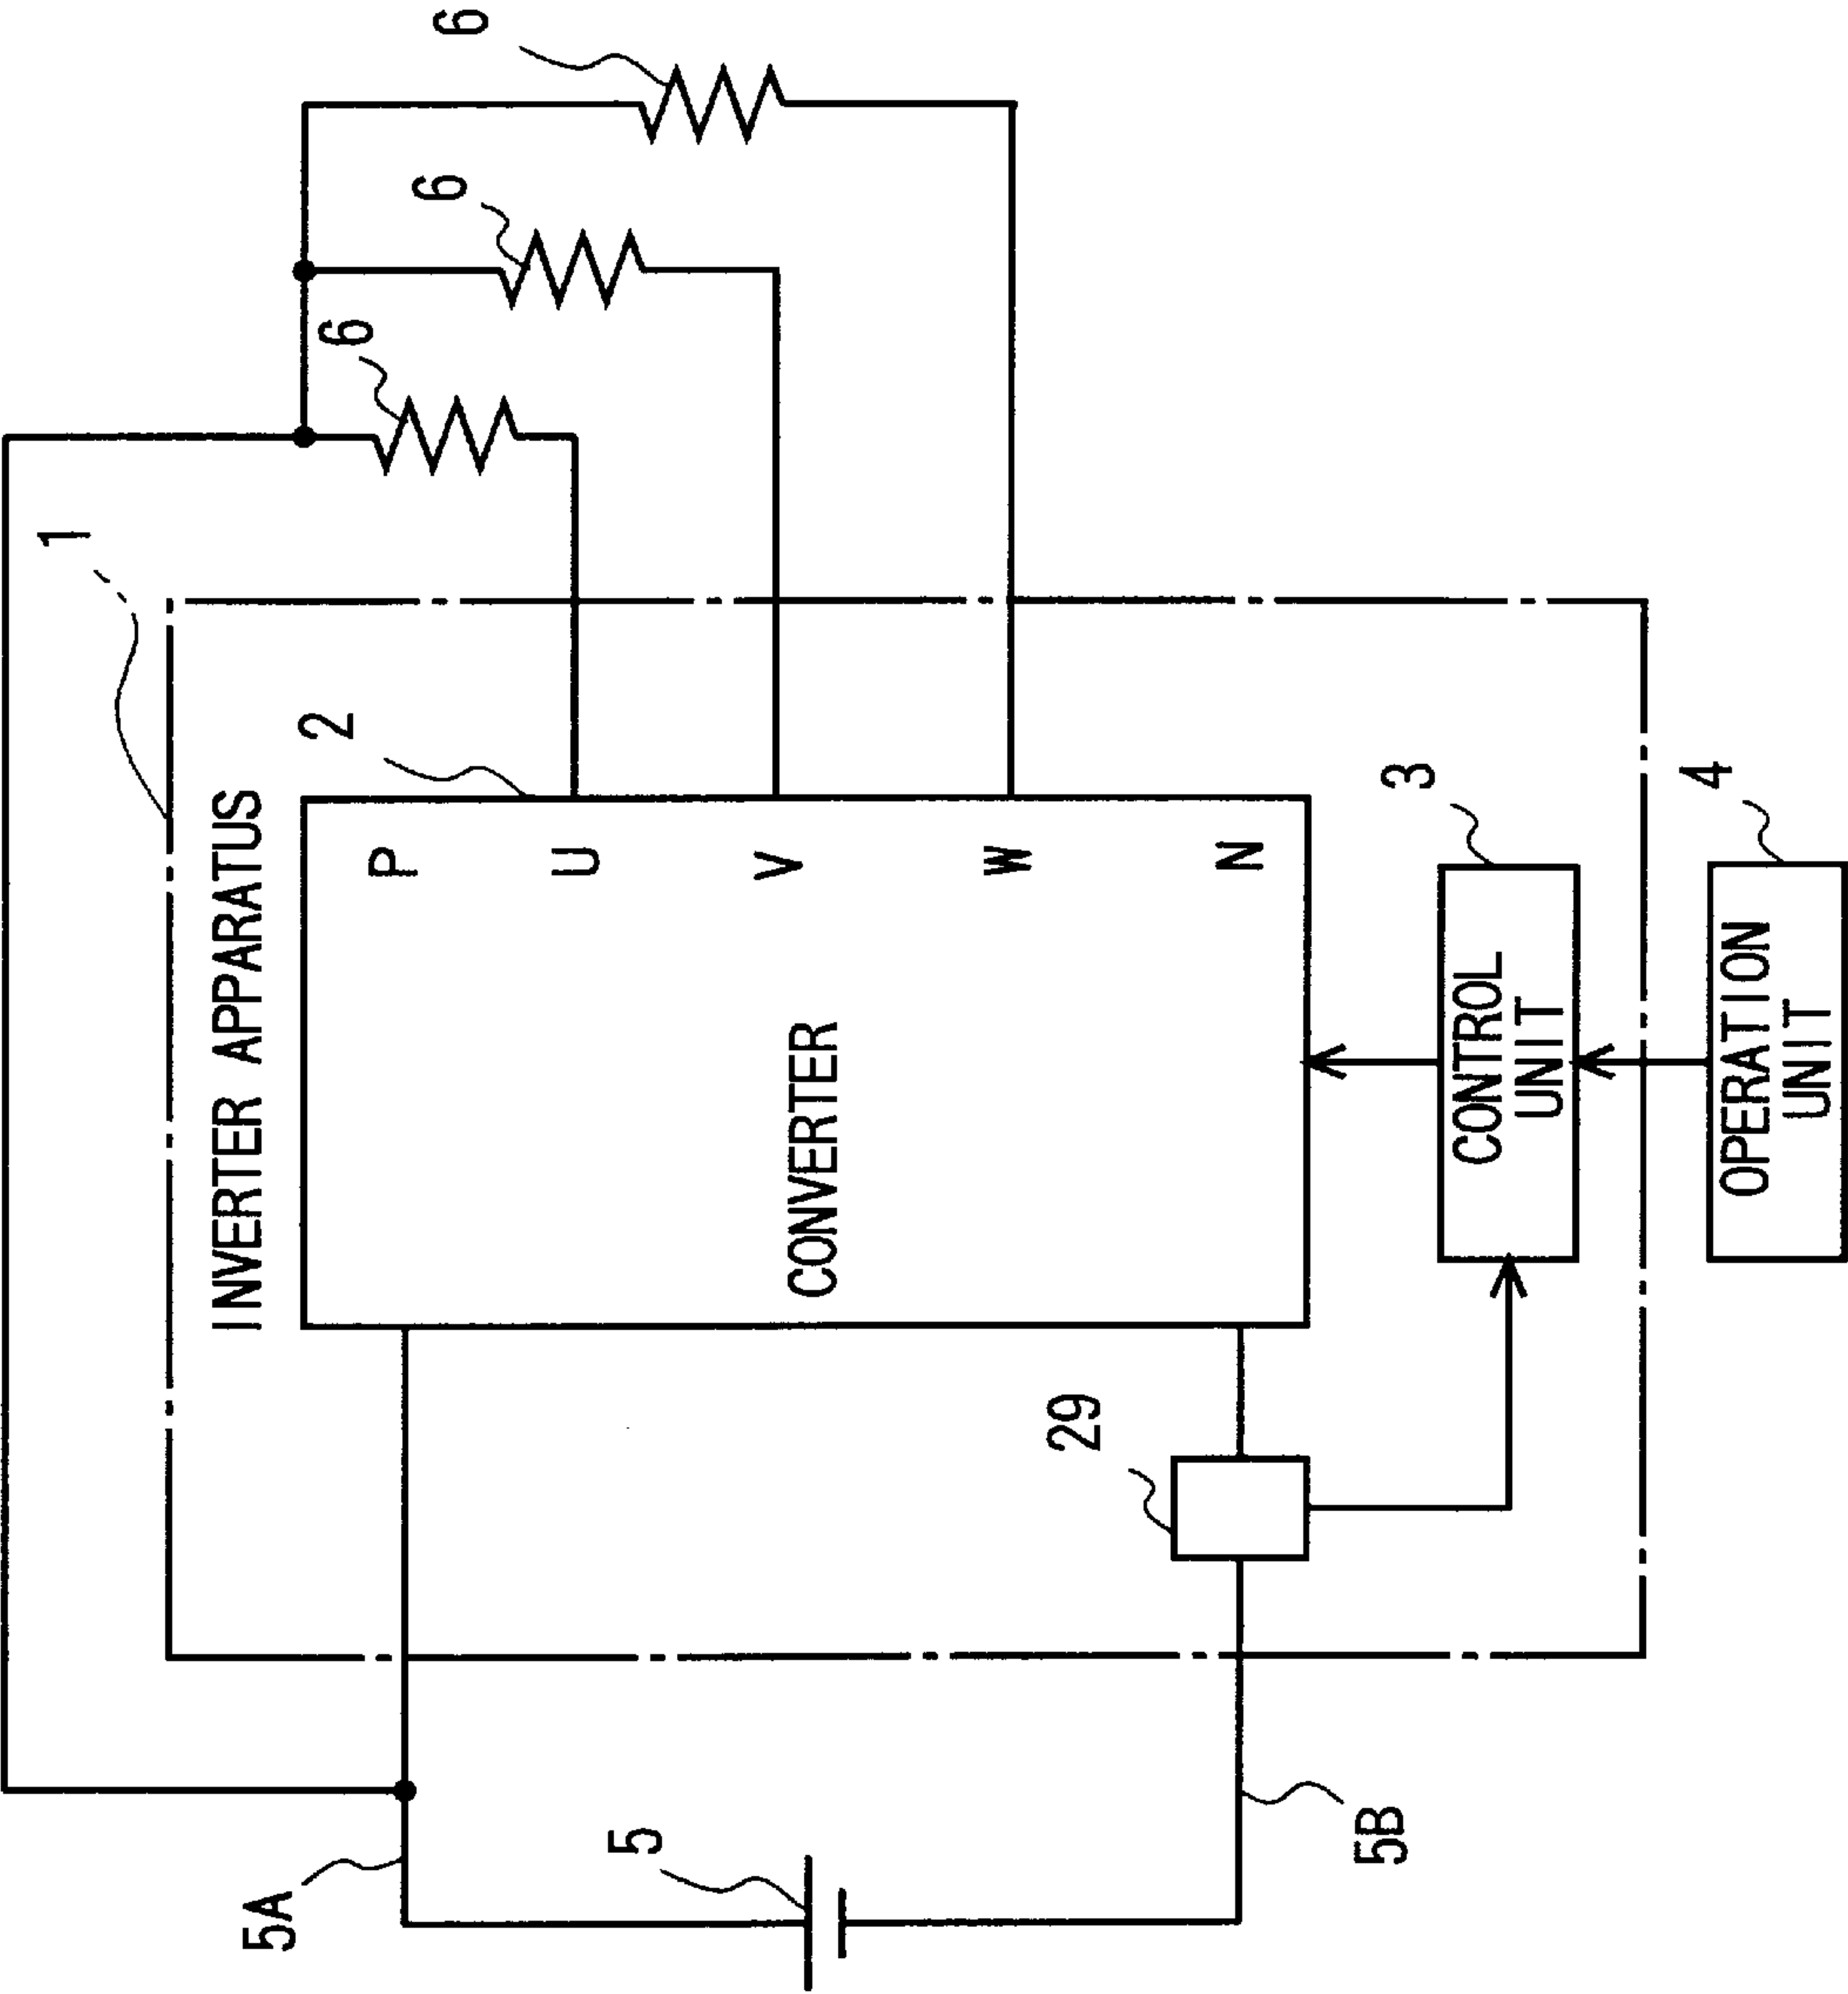 1
INVERTER APPARATUS
2
P
U
V
W
N
CONVERTER
6
6
6
3
CONTROL
UNIT
4
OPERATION
UNIT
29
5A
5
5B